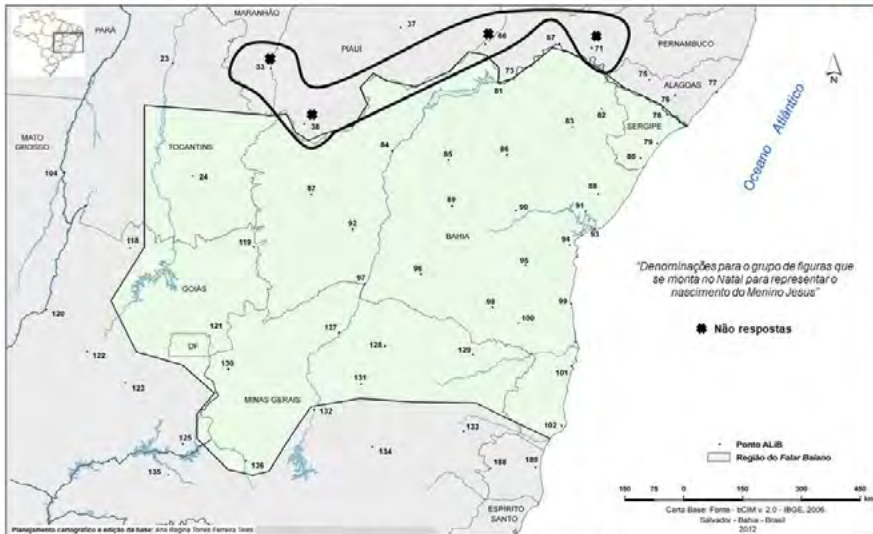 MARANHÃO
PARÁ
37
PIAUÍ
66
67
71
PERNAMBUCO
23
33
73
75
77
81
76
ALAGOAS
N
38
78
82
83
MATO
GROSSO
SERGIPE
TOCANTINS
84
79
80
85
86
104
24
87
88
89
90
91
Oceano Atlântico
92
BAHIA
93
118
119
94
95
96
97
"Denominações para o grupo de figuras que
se monta no Natal para representar o
nascimento do Menino Jesus"
GOIÁS
98
99
120
121
127
100
Não respostas
DF
128
129
122
130
101
123
131
MINAS GERAIS
132
133
102
125
134
Ponto ALiB
Região do Falar Baiano
135
136
188
189
150 75 0 150 300 450
km
ESPÍRITO
SANTO
Carta Base: Fonte - bCIM v. 2.0 - IBGE, 2006.
Salvador - Bahia - Brasil
2012
Planejamento cartográfico e edição da base: Ana Regina Torres Ferreira Teles